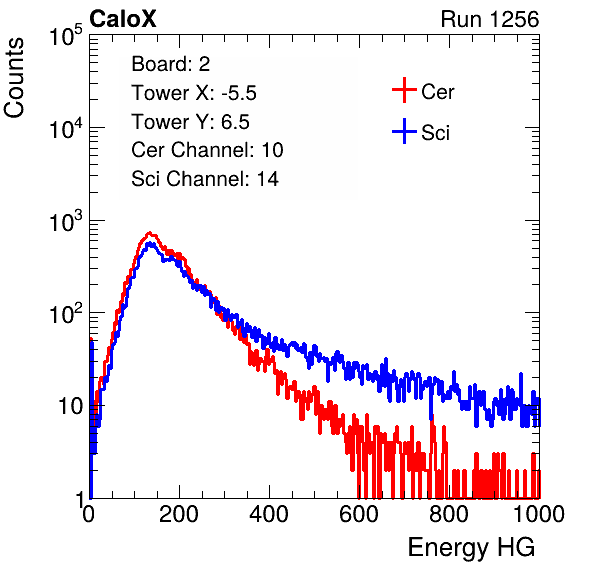 CaloX Run 1256
Counts
Board: 2
Tower X: -5.5
Tower Y: 6.5
Cer Channel: 10
Sci Channel: 14
Cer
Sci
10^5
10^4
10^3
10^2
10
1
0 200 400 600 800 1000
Energy HG